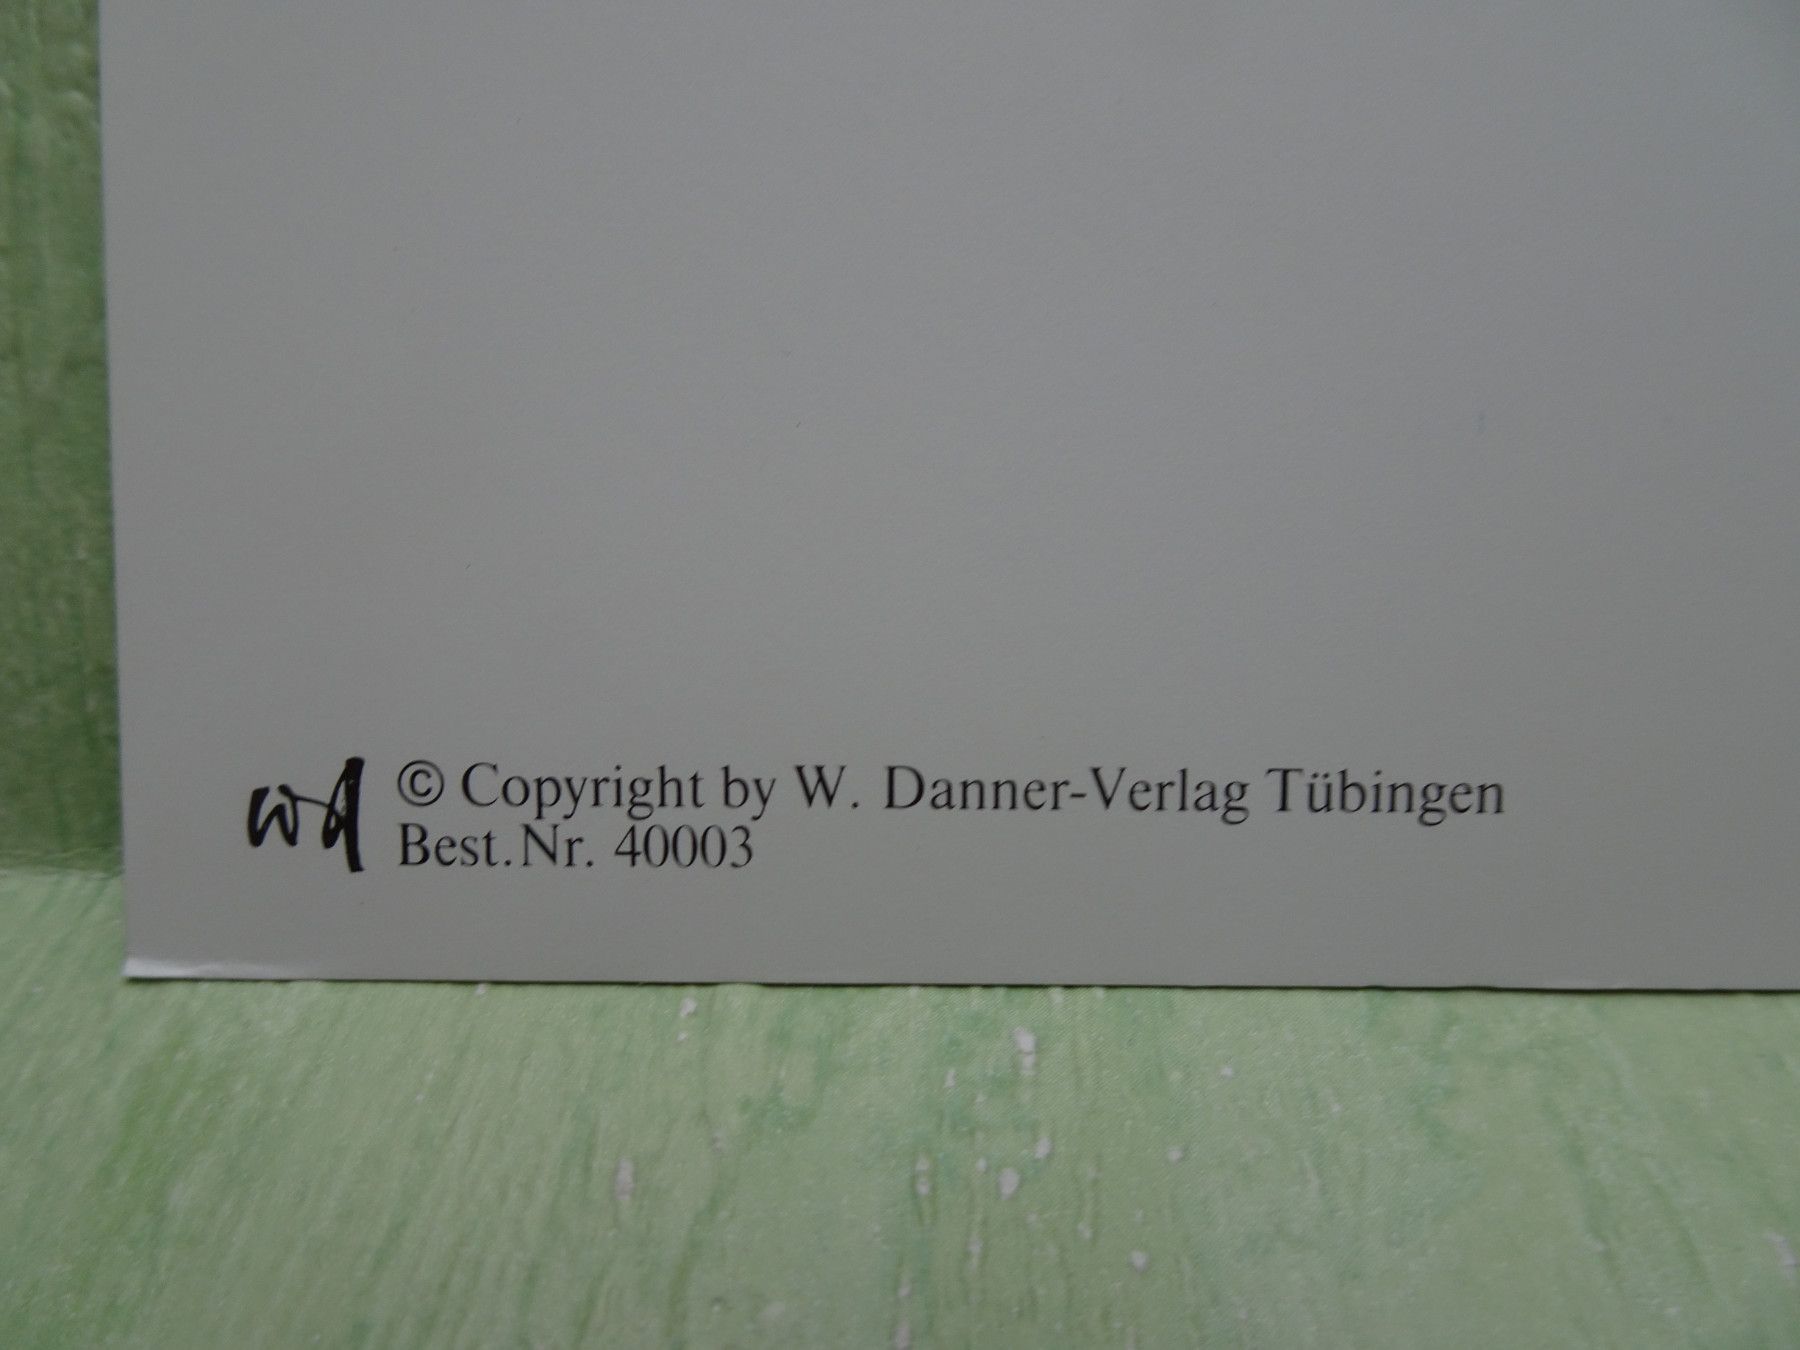 wd © Copyright by W. Danner-Verlag Tübingen
Best.Nr. 40003